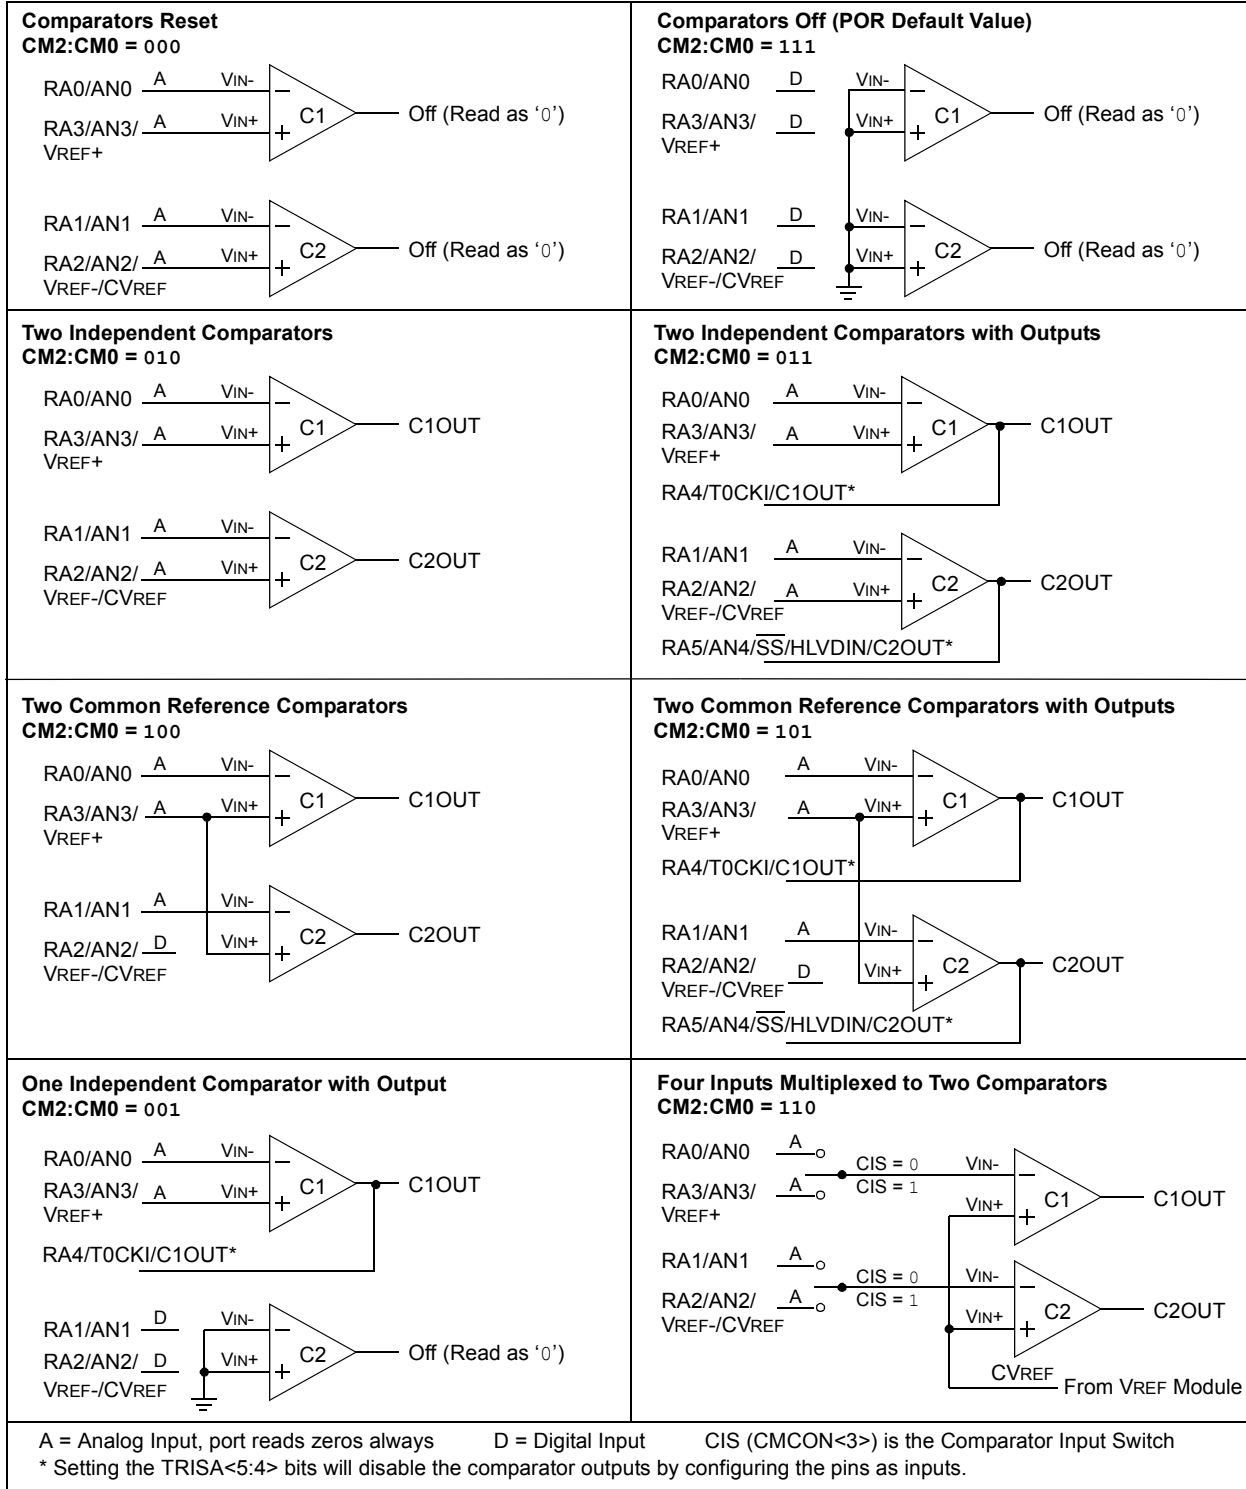 Comparators Reset
CM2:CM0 = 000
RA0/AN0 A VIN-
C1 Off (Read as ‘0’)
RA3/AN3/ A VIN+
VREF+
RA1/AN1 A VIN-
C2 Off (Read as ‘0’)
RA2/AN2/ A VIN+
VREF-/CVREF
Comparators Off (POR Default Value)
CM2:CM0 = 111
RA0/AN0 D VIN-
C1 Off (Read as ‘0’)
RA3/AN3/ D VIN+
VREF+
RA1/AN1 D VIN-
C2 Off (Read as ‘0’)
RA2/AN2/ D VIN+
VREF-/CVREF
Two Independent Comparators
CM2:CM0 = 010
RA0/AN0 A VIN-
C1 C1OUT
RA3/AN3/ A VIN+
VREF+
RA1/AN1 A VIN-
C2 C2OUT
RA2/AN2/ A VIN+
VREF-/CVREF
Two Independent Comparators with Outputs
CM2:CM0 = 011
RA0/AN0 A VIN-
C1 C1OUT
RA3/AN3/ A VIN+
VREF+
RA4/T0CKI/C1OUT*
RA1/AN1 A VIN-
C2 C2OUT
RA2/AN2/ A VIN+
VREF-/CVREF
RA5/AN4/SS/HLVDIN/C2OUT*
Two Common Reference Comparators
CM2:CM0 = 100
RA0/AN0 A VIN-
C1 C1OUT
RA3/AN3/ A VIN+
VREF+
RA1/AN1 A VIN-
C2 C2OUT
RA2/AN2/ D VIN+
VREF-/CVREF
Two Common Reference Comparators with Outputs
CM2:CM0 = 101
RA0/AN0 A VIN-
C1 C1OUT
RA3/AN3/ A VIN+
VREF+
RA4/T0CKI/C1OUT*
RA1/AN1 A VIN-
C2 C2OUT
RA2/AN2/ D VIN+
VREF-/CVREF
RA5/AN4/SS/HLVDIN/C2OUT*
One Independent Comparator with Output
CM2:CM0 = 001
RA0/AN0 A VIN-
C1 C1OUT
RA3/AN3/ A VIN+
VREF+
RA4/T0CKI/C1OUT*
RA1/AN1 D VIN-
C2 Off (Read as ‘0’)
RA2/AN2/ D VIN+
VREF-/CVREF
Four Inputs Multiplexed to Two Comparators
CM2:CM0 = 110
RA0/AN0 A CIS = 0 VIN-
RA3/AN3/ A CIS = 1 VIN+ C1 C1OUT
VREF+
RA1/AN1 A CIS = 0 VIN-
RA2/AN2/ A CIS = 1 VIN+ C2 C2OUT
VREF-/CVREF
CVREF
From VREF Module
A = Analog Input, port reads zeros always D = Digital Input CIS (CMCON<3>) is the Comparator Input Switch
* Setting the TRISA<5:4> bits will disable the comparator outputs by configuring the pins as inputs.